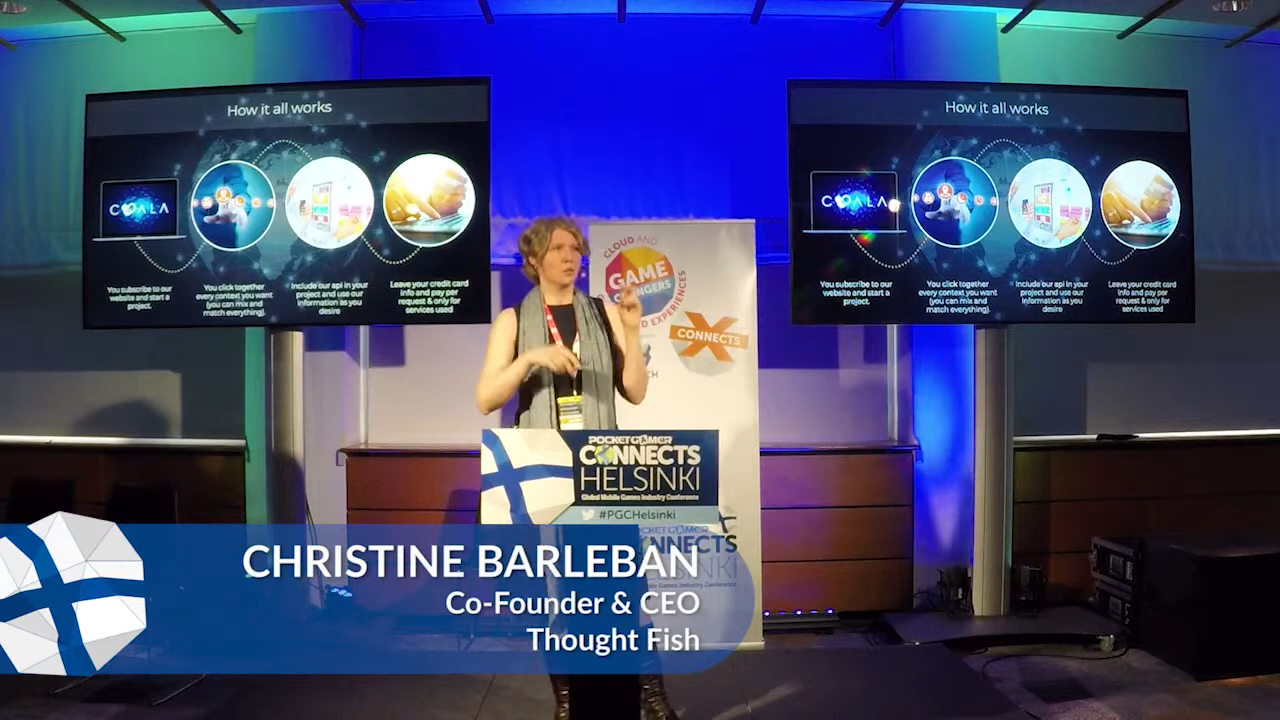 How it all works
COALA
You subscribe to our
website and start a
project.
You click together
every context you want
(you can mix and
match everything).
Include our api in your
project and use our
information as you
desire
Leave your credit card
info and pay per
request & only for
services used
How it all works
COALA
You subscribe to our
website and start a
project.
You click together
every context you want
(you can mix and
match everything).
Include our api in your
project and use our
information as you
desire
Leave your credit card
info and pay per
request & only for
services used
CLOUD AND
GAME
EXPERIENCES
CONNECTS
POCKET GAMER
CONNECTS
HELSINKI
Global Mobile Games Industry Conference
#PGCHelsinki
CHRISTINE BARLEBAN
Co-Founder & CEO
Thought Fish